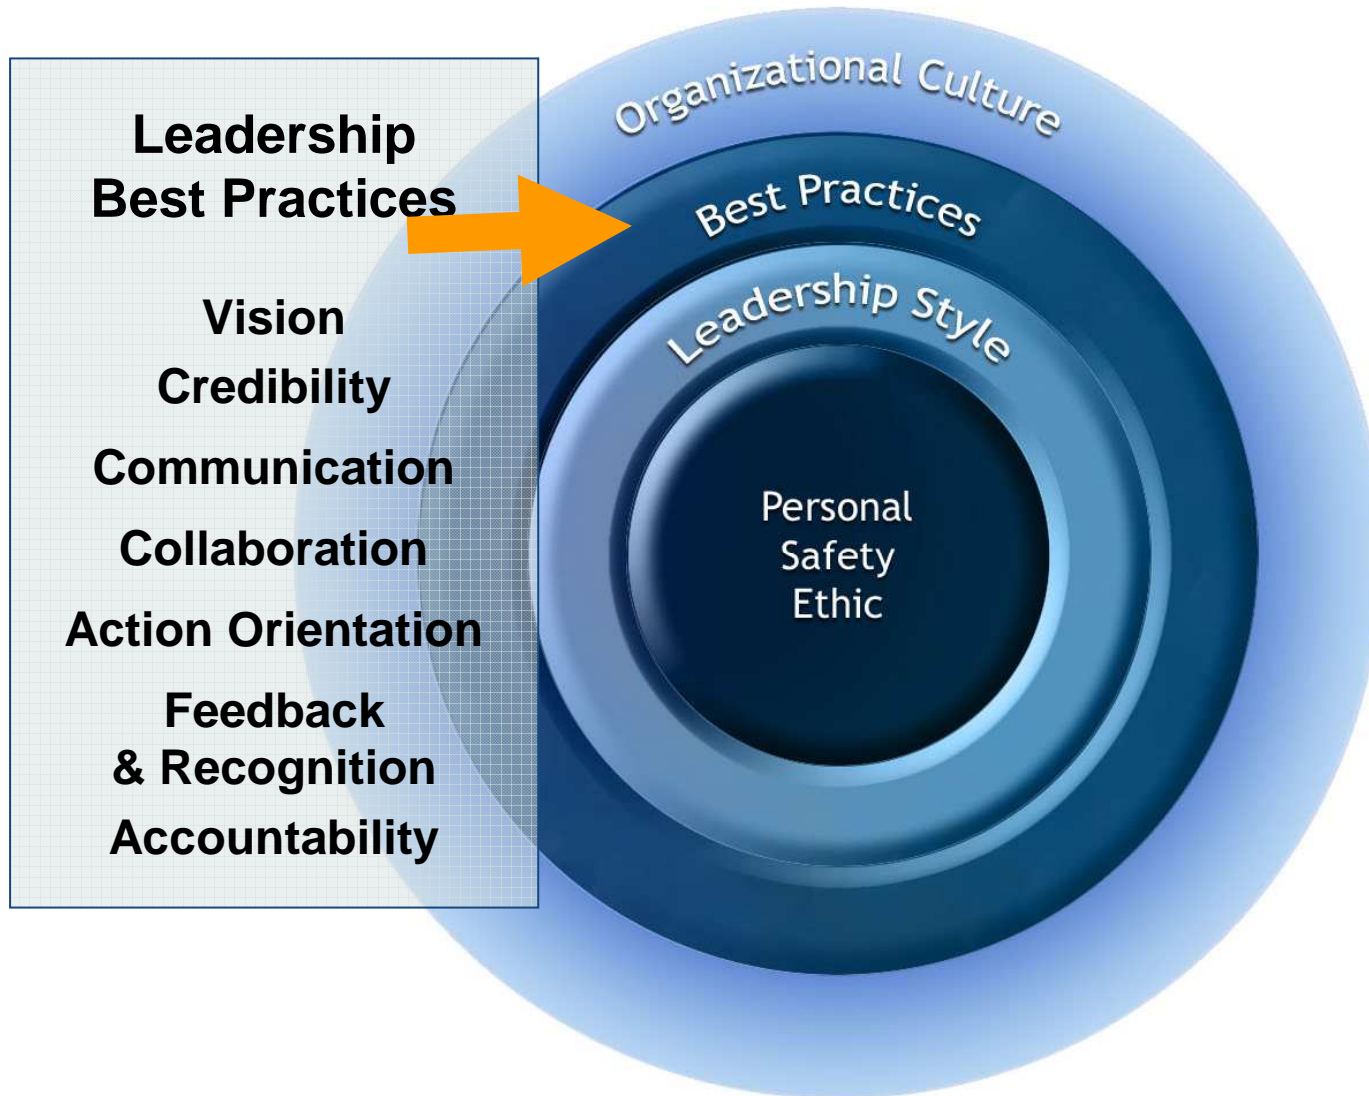 Leadership
Best Practices
Vision
Credibility
Communication
Collaboration
Action Orientation
Feedback
& Recognition
Accountability
Organizational Culture
Best Practices
Leadership Style
Personal
Safety
Ethic